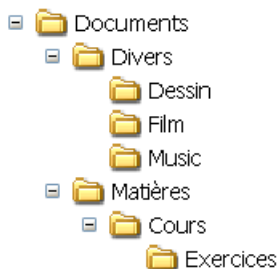 Documents
Divers
Dessin
Film
Music
Matières
Cours
Exercices